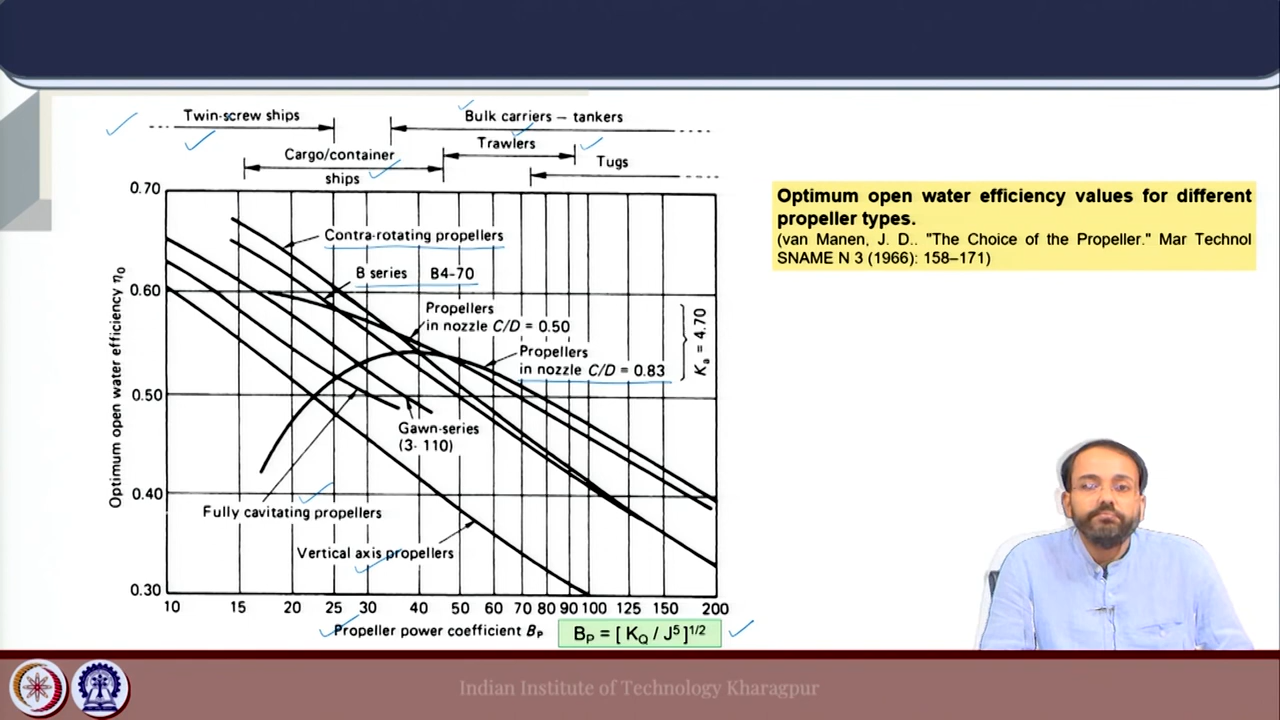 Twin-screw ships
Bulk carriers – tankers
Trawlers
Cargo/container
ships
Tugs
0.70
0.60
0.50
0.40
0.30
Optimum open water efficiency η₀
Contra-rotating propellers
B series B4-70
Propellers
in nozzle C/D = 0.50
Propellers
in nozzle C/D = 0.83
Kₐ = 4.70
Gawn-series
(3- 110)
Fully cavitating propellers
Vertical axis propellers
10 15 20 25 30 40 50 60 70 80 90 100 125 150 200
Propeller power coefficient Bₚ
Bₚ = [ K_Q / J⁵ ]¹ᐟ²
Optimum open water efficiency values for different
propeller types.
(van Manen, J. D.. "The Choice of the Propeller." Mar Technol
SNAME N 3 (1966): 158–171)
Indian Institute of Technology Kharagpur